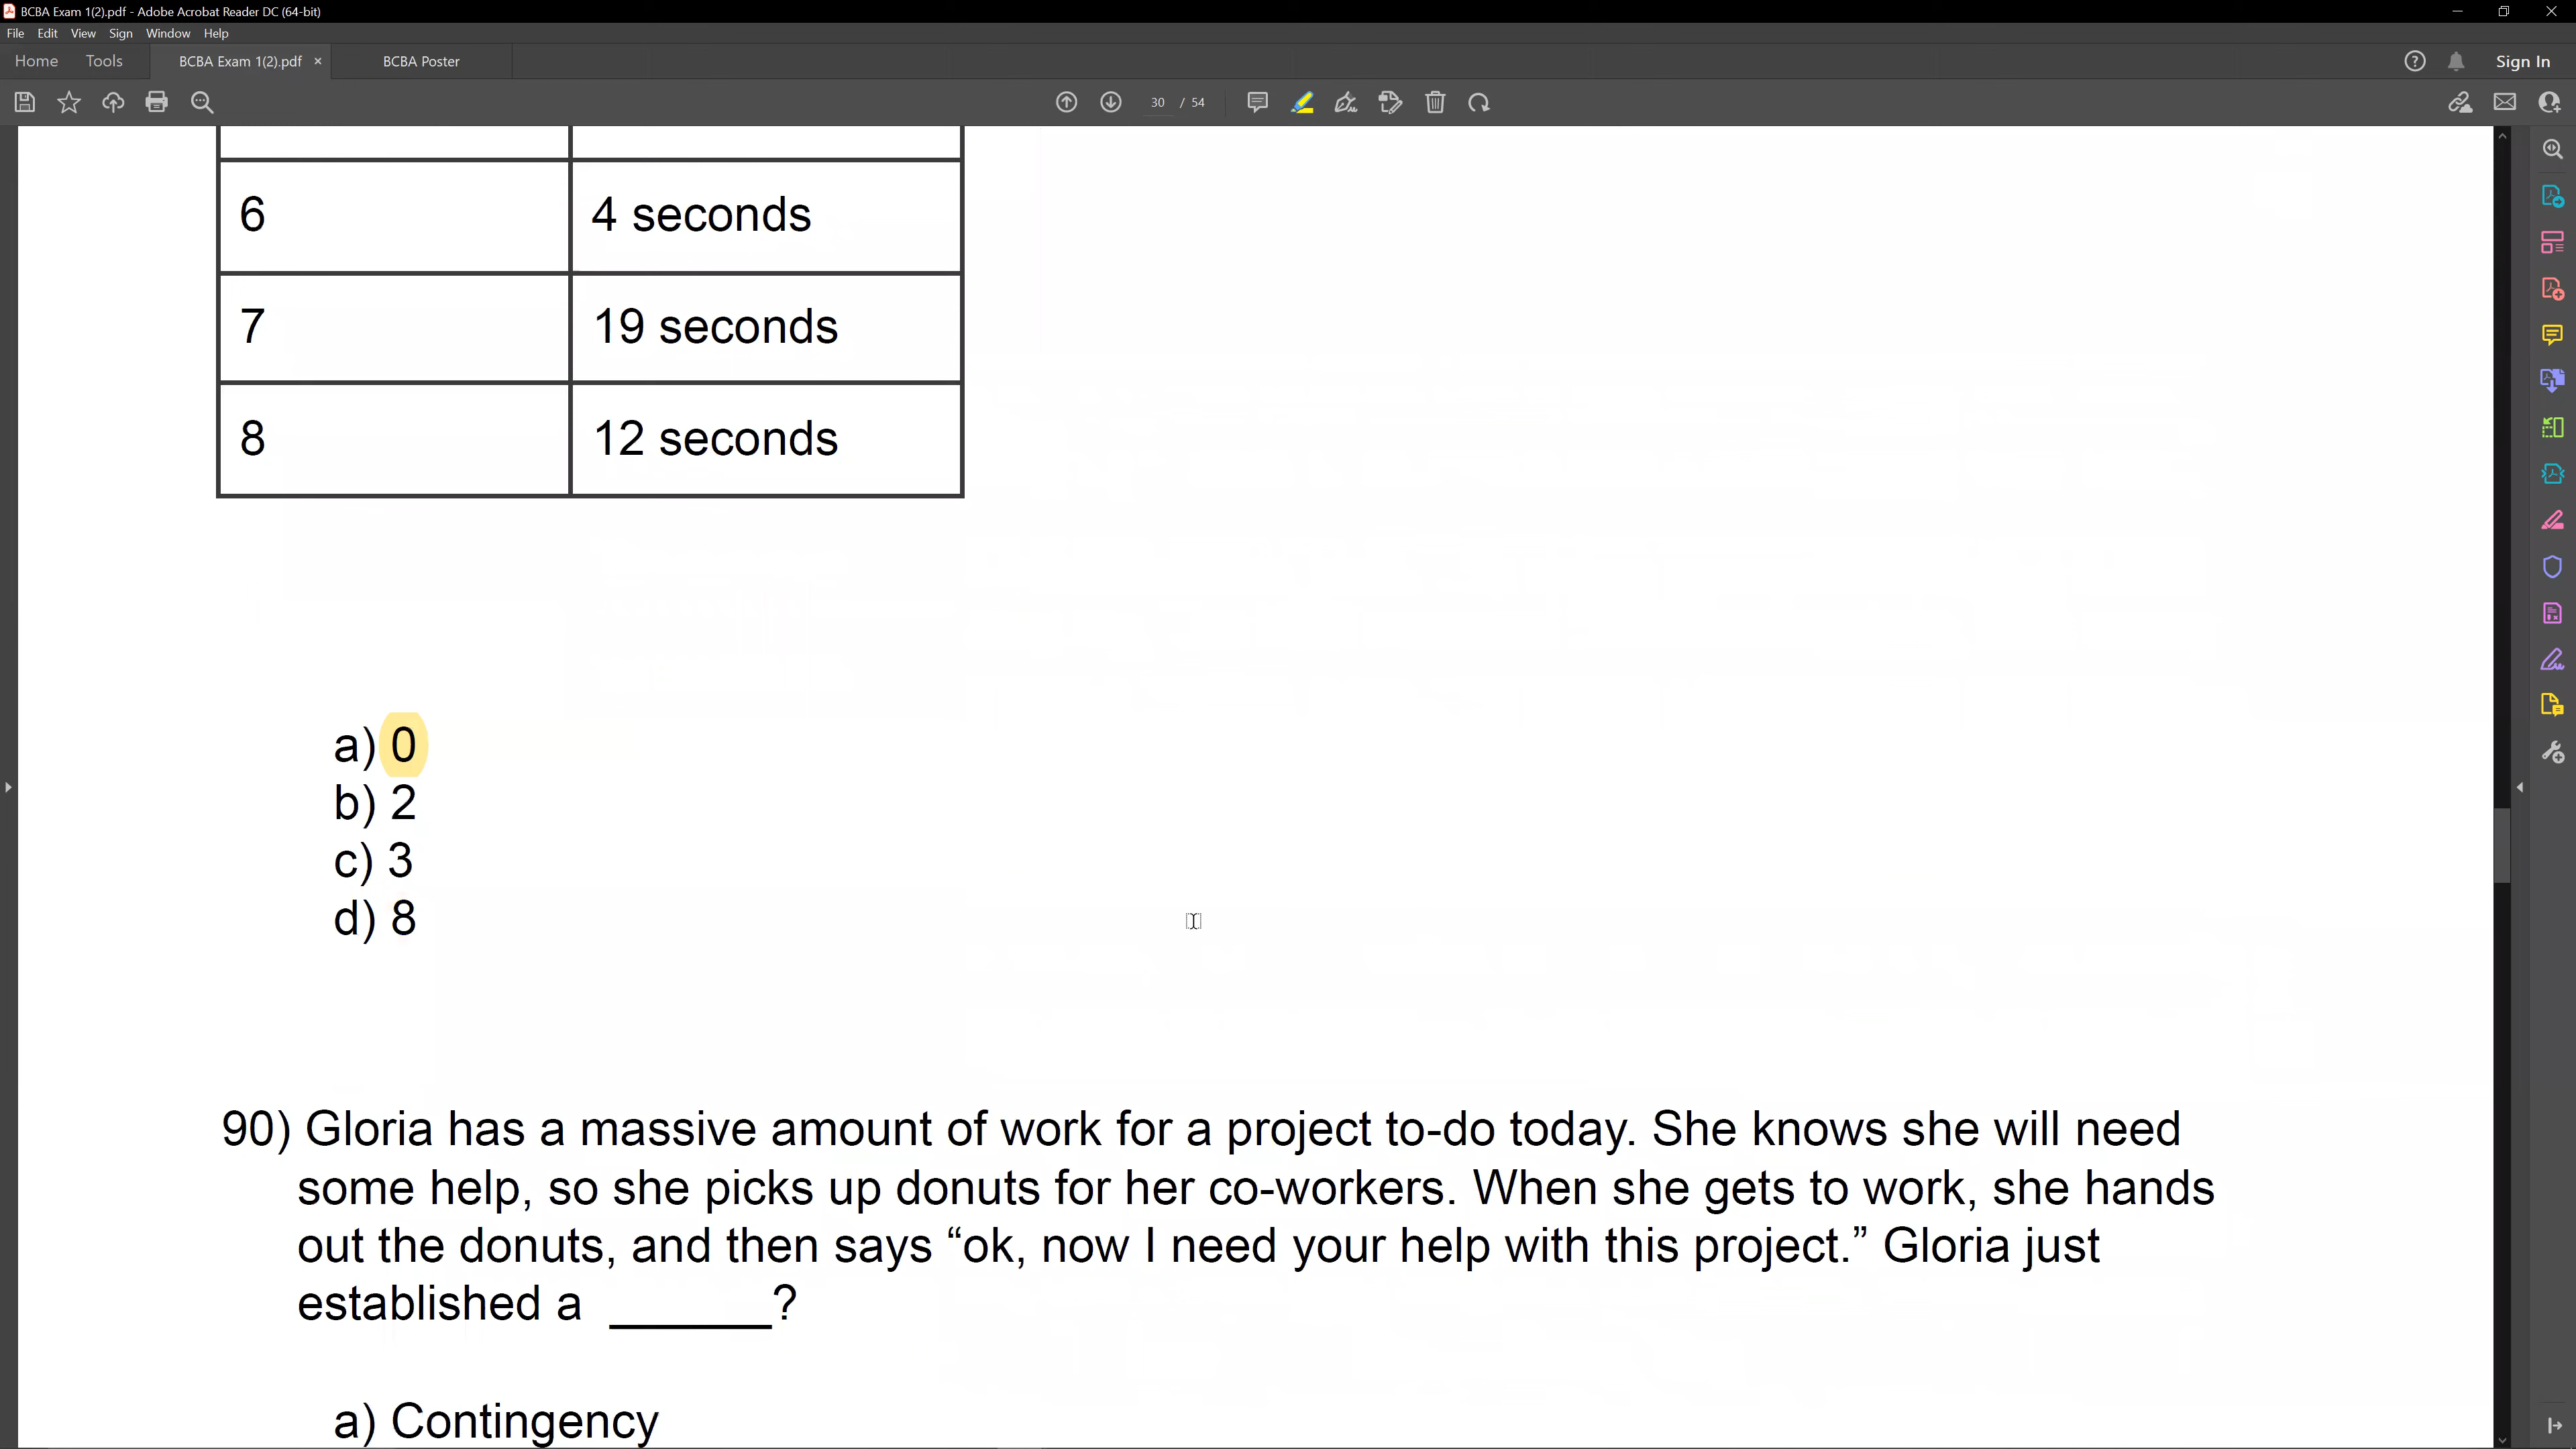 BCBA Exam 1(2).pdf - Adobe Acrobat Reader DC (64-bit)
File Edit View Sign Window Help
Home Tools BCBA Exam 1(2).pdf × BCBA Poster Sign In
30 / 54
6 4 seconds
7 19 seconds
8 12 seconds
a) 0
b) 2
c) 3
d) 8
90) Gloria has a massive amount of work for a project to-do today. She knows she will need
some help, so she picks up donuts for her co-workers. When she gets to work, she hands
out the donuts, and then says “ok, now I need your help with this project.” Gloria just
established a ______?
a) Contingency